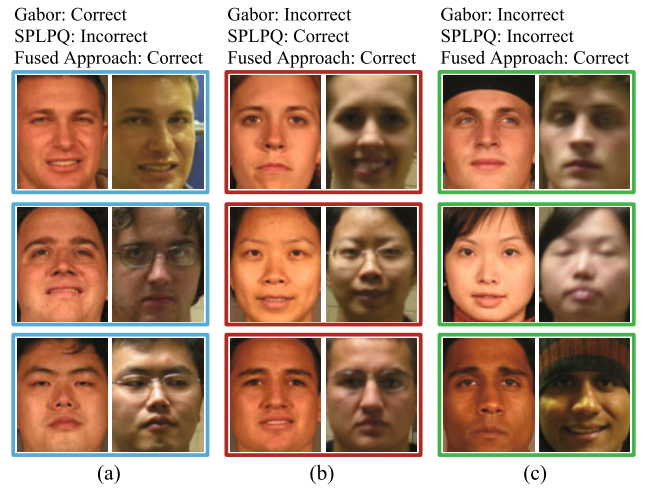 Gabor: Correct
SPLPQ: Incorrect
Fused Approach: Correct
Gabor: Incorrect
SPLPQ: Correct
Fused Approach: Correct
Gabor: Incorrect
SPLPQ: Incorrect
Fused Approach: Correct
(a)
(b)
(c)